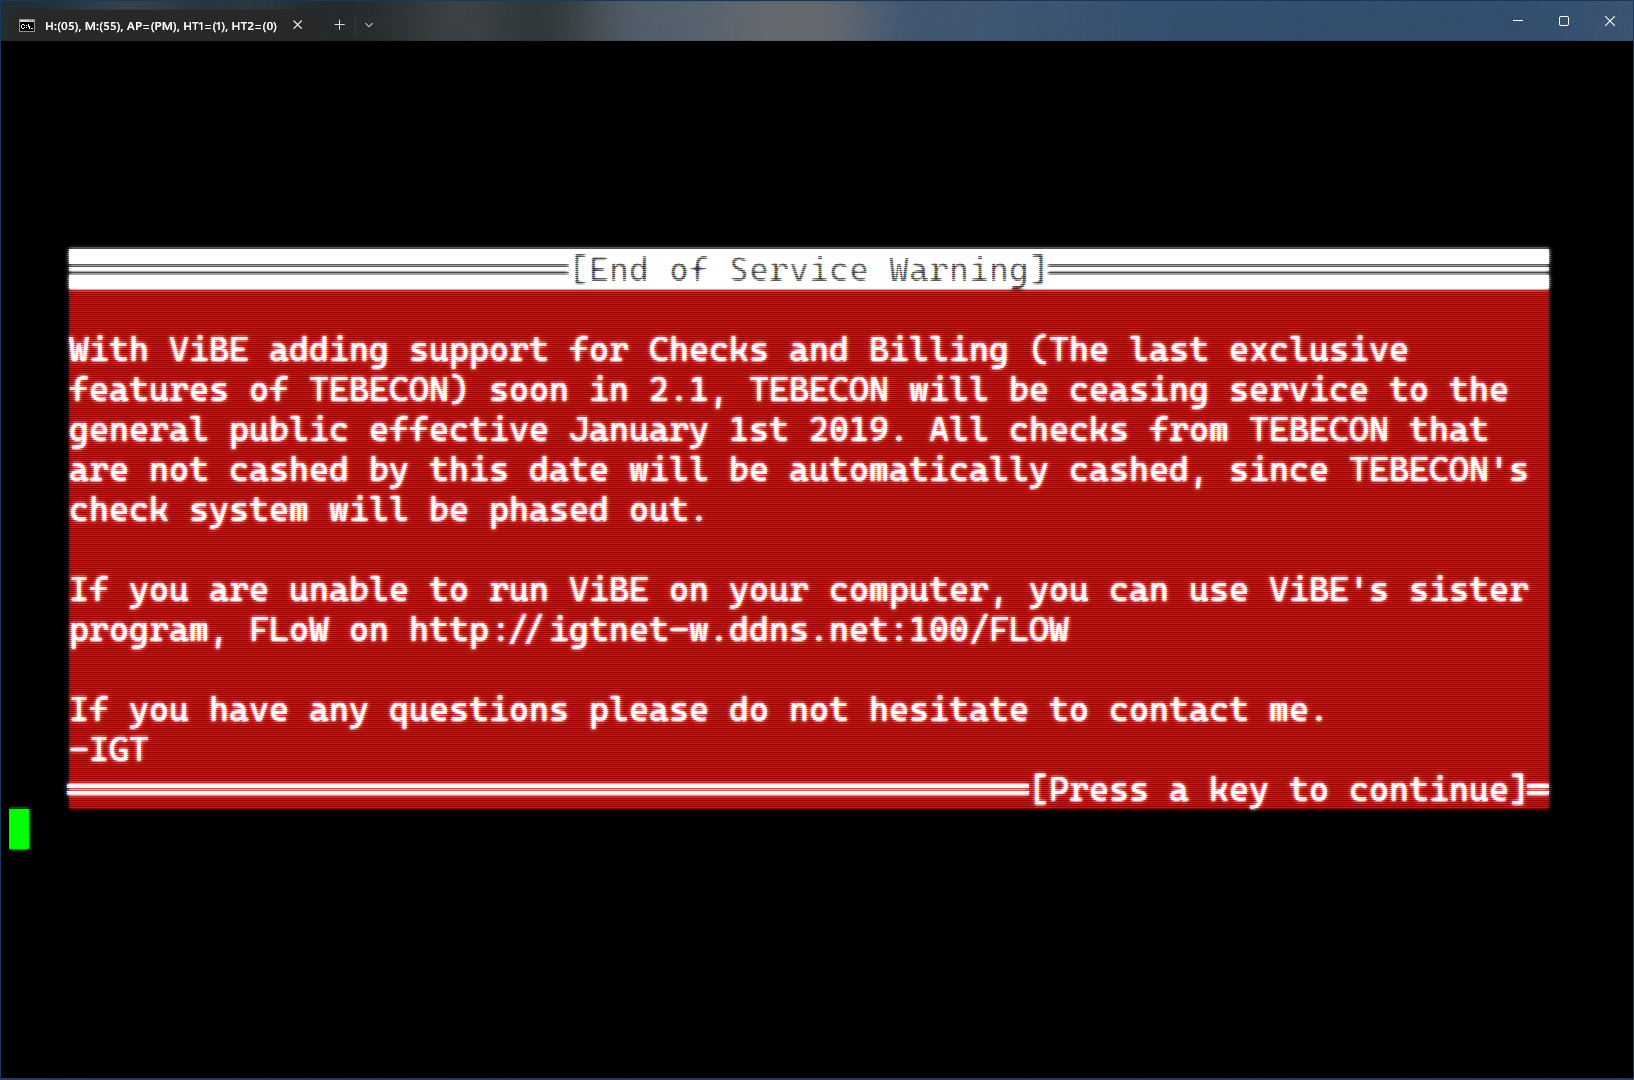 H:(05), M:(55), AP=(PM), HT1=(1), HT2=(0)
[End of Service Warning]
With ViBE adding support for Checks and Billing (The last exclusive
features of TEBECON) soon in 2.1, TEBECON will be ceasing service to the
general public effective January 1st 2019. All checks from TEBECON that
are not cashed by this date will be automatically cashed, since TEBECON's
check system will be phased out.
If you are unable to run ViBE on your computer, you can use ViBE's sister
program, FLoW on http://igtnet-w.ddns.net:100/FLOW
If you have any questions please do not hesitate to contact me.
-IGT
[Press a key to continue]